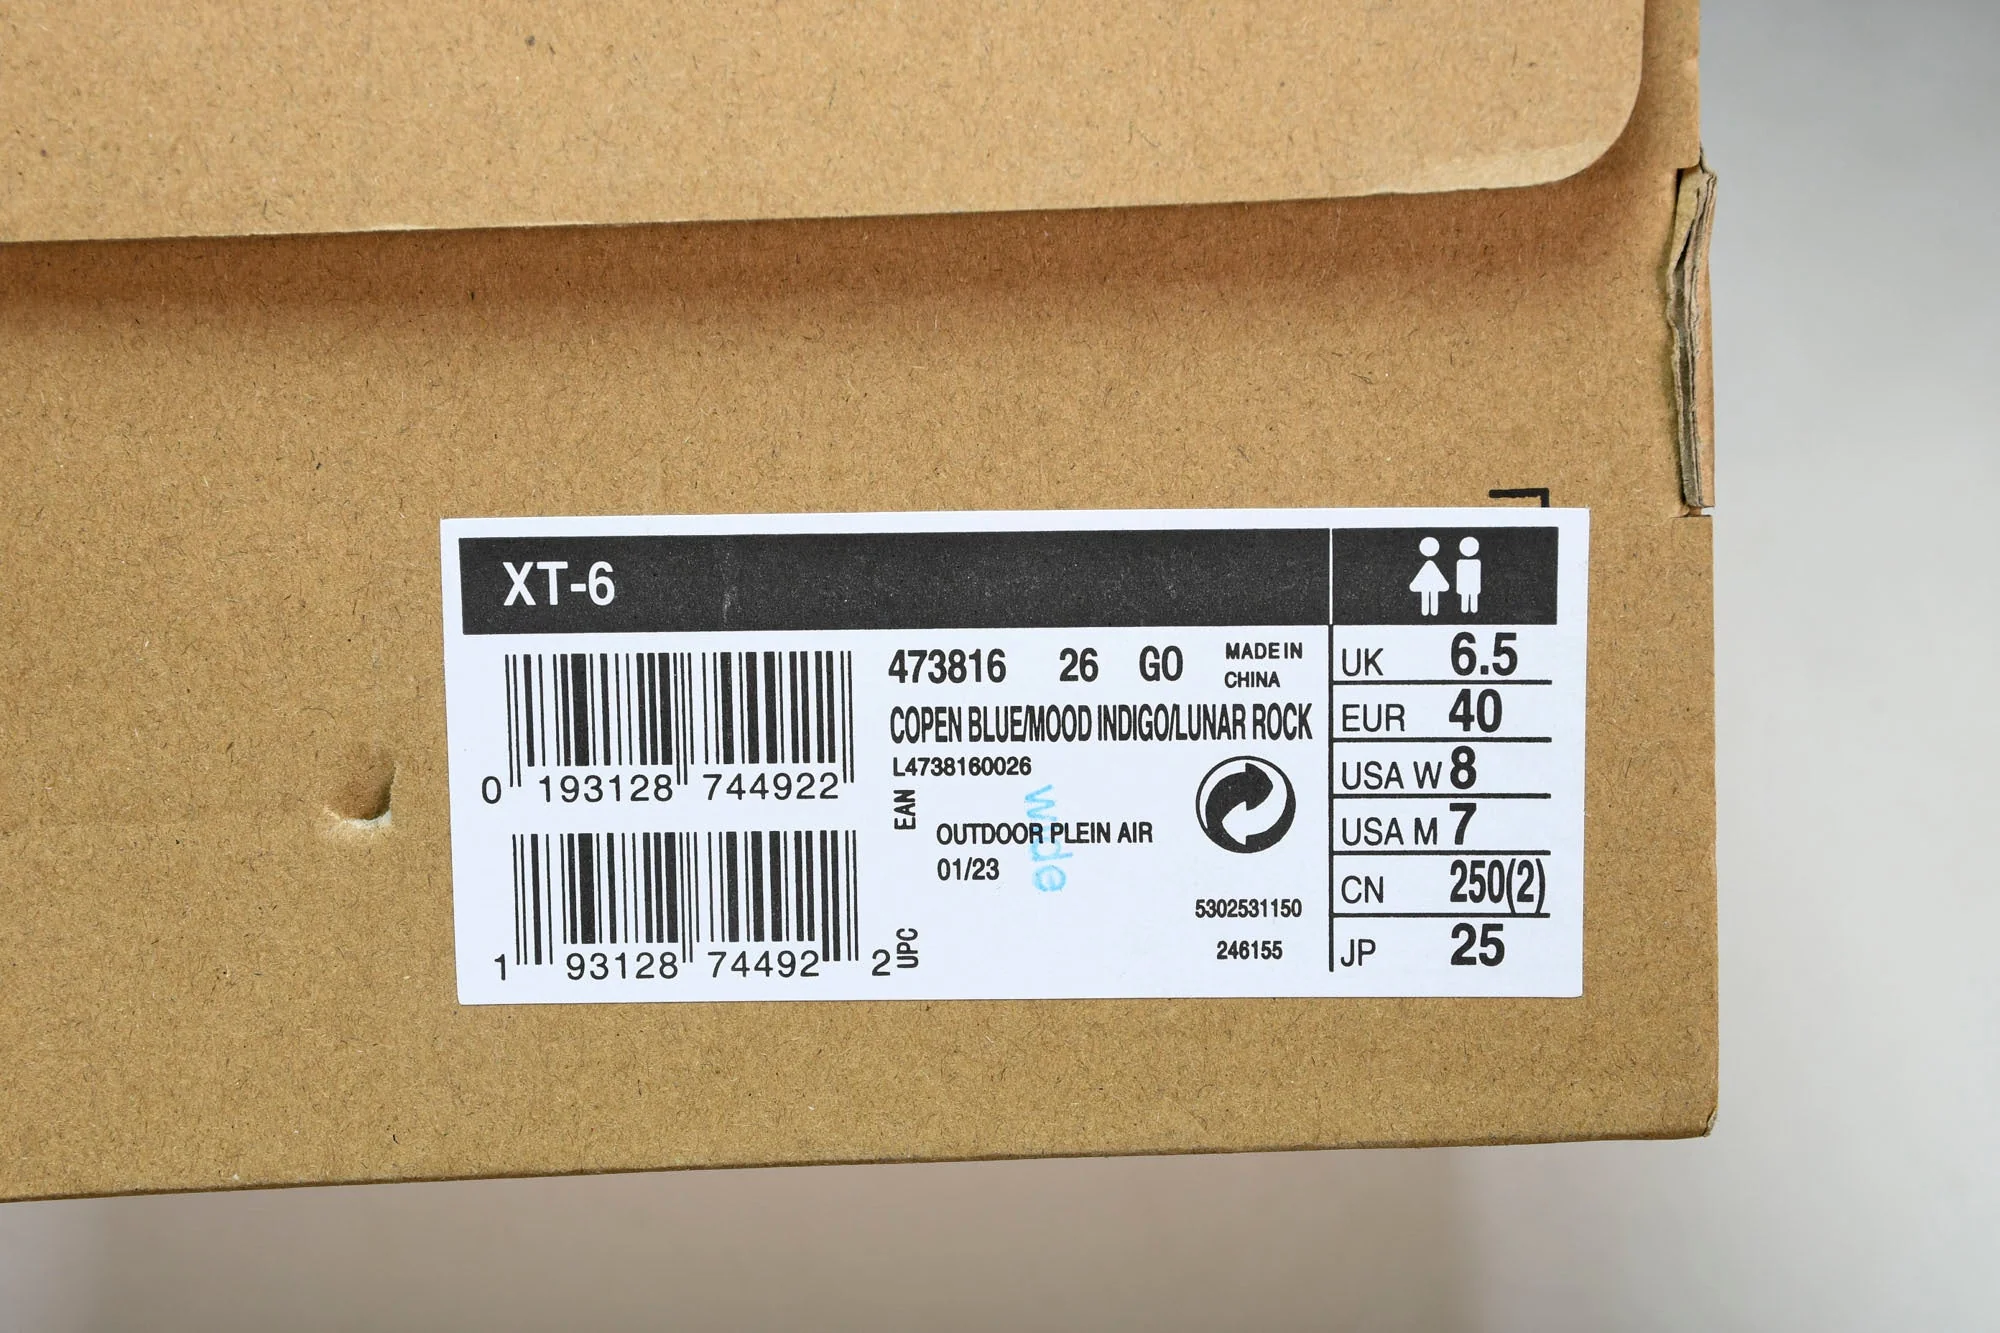 XT-6
0 193128 744922
EAN
1 93128 74492 2
UPC
473816 26 GO
MADE IN
CHINA
COPEN BLUE/MOOD INDIGO/LUNAR ROCK
L4738160026
wide
OUTDOOR PLEIN AIR
01/23
5302531150
246155
UK 6.5
EUR 40
USA W 8
USA M 7
CN 250(2)
JP 25